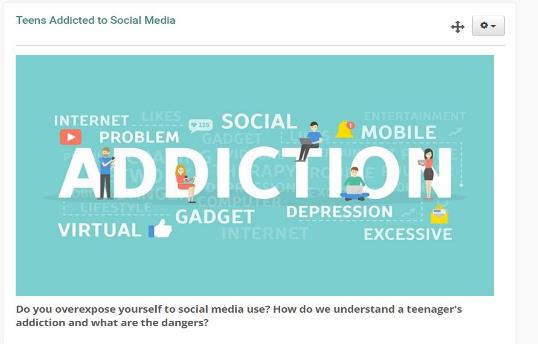 Teens Addicted to Social Media
INTERNET LIKES SOCIAL ENTERTAINMENT
PROBLEM GADGET LIKES MOBILE
ADDICTION
LIFESTYLE COMPUTER
GADGET DEPRESSION
VIRTUAL INTERNET EXCESSIVE
Do you overexpose yourself to social media use? How do we understand a teenager's
addiction and what are the dangers?